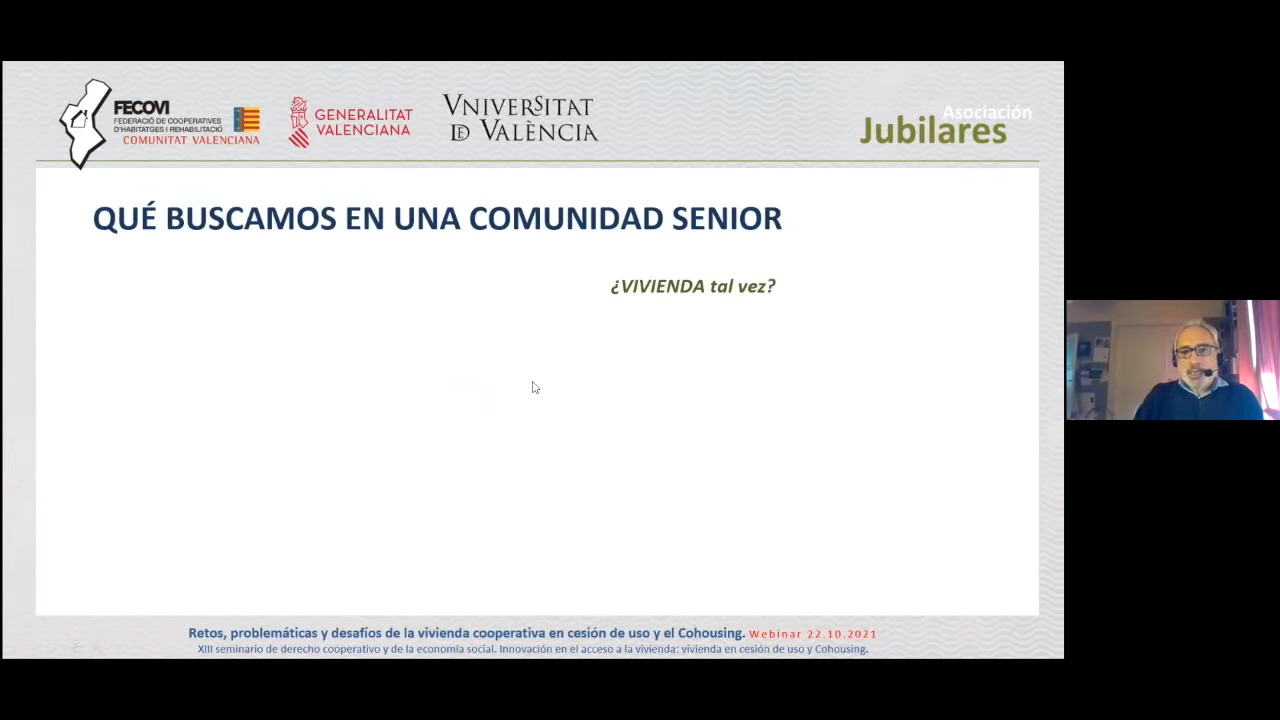 FECOVI
FEDERACIÓ DE COOPERATIVES
D'HABITATGES I REHABILITACIÓ
COMUNITAT VALENCIANA
GENERALITAT
VALENCIANA
VNIVERSITAT
DE VALÈNCIA
Asociación
Jubilares
QUÉ BUSCAMOS EN UNA COMUNIDAD SENIOR
¿VIVIENDA tal vez?
Retos, problemáticas y desafíos de la vivienda cooperativa en cesión de uso y el Cohousing. Webinar 22.10.2021
XIII seminario de derecho cooperativo y de la economía social. Innovación en el acceso a la vivienda: vivienda en cesión de uso y Cohousing.